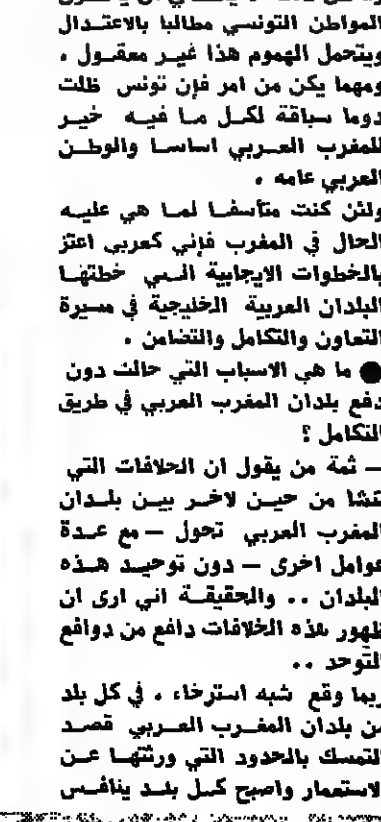 المواطن التونسي مطالبا بالاعتدال
ويتحمل الهموم هذا غير معقول .
ومهما يكن من امر فإن تونس ظلت
دوما سباقة لكل ما فيه خير
للمغرب العربي اساسا والوطن
العربي عامه .
ولئن كنت متأسفا لما هي عليه
الحال في المغرب فإني كعربي اعتز
بالخطوات الايجابية التي خطتها
البلدان العربية الخليجية في مسيرة
التعاون والتكامل والتضامن .
● ما هي الاسباب التي حالت دون
دفع بلدان المغرب العربي في طريق
التكامل ؟
— ثمة من يقول ان الخلافات التي
تنشا من حين لاخر بين بلدان
المغرب العربي تحول — مع عدة
عوامل اخرى — دون توحيد هذه
البلدان .. والحقيقة اني ارى ان
ظهور هذه الخلافات دافع من دوافع
التوحد ..
ربما وقع شبه استرخاء . في كل بلد
من بلدان المغرب العربي قصد
التمسك بالحدود التي ورثتها عن
الاستعمار واصبح كل بلد ينافس